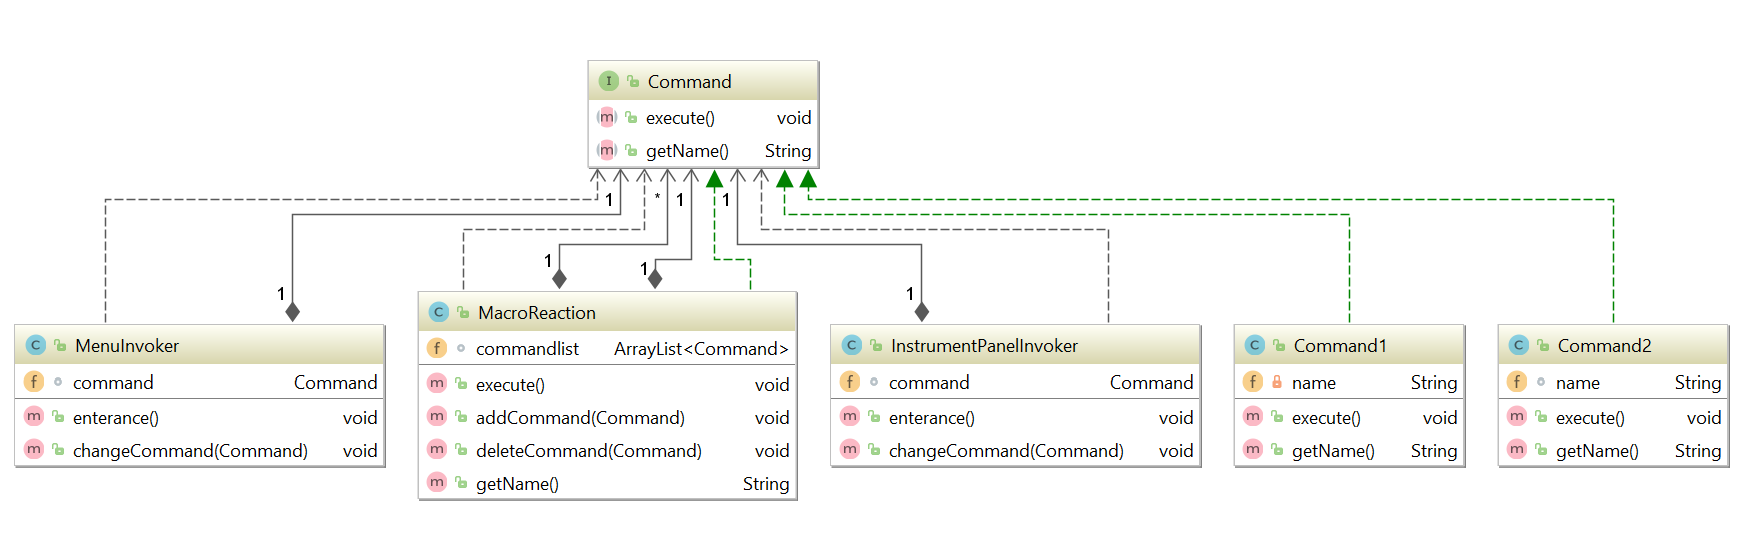 I Command
m execute() void
m getName() String
1 * 1 1
1 1
1 1
C MacroReaction
f commandlist ArrayList<Command>
m execute() void
m addCommand(Command) void
m deleteCommand(Command) void
m getName() String
C MenuInvoker
f command Command
m enterance() void
m changeCommand(Command) void
C InstrumentPanelInvoker
f command Command
m enterance() void
m changeCommand(Command) void
C Command1
f name String
m execute() void
m getName() String
C Command2
f name String
m execute() void
m getName() String